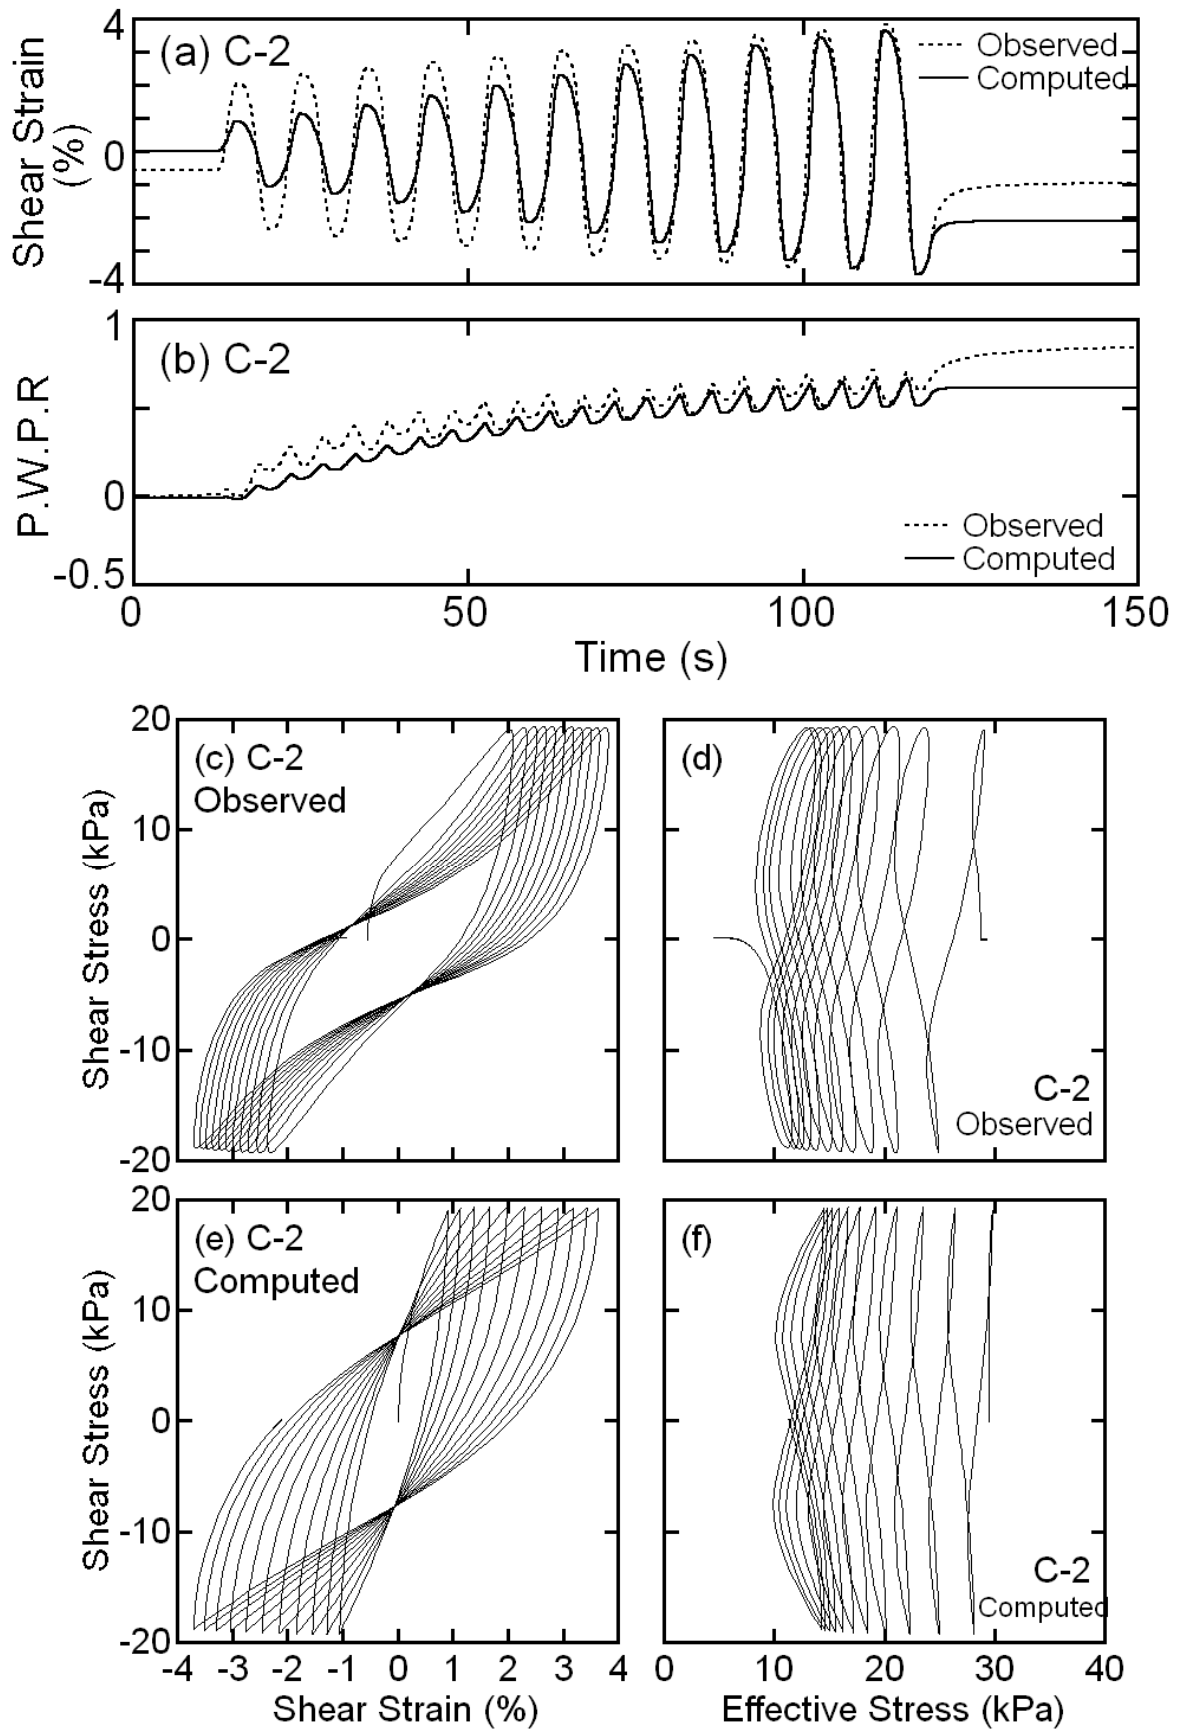 4
(a) C-2
Observed
Computed
0
-4
Shear Strain
(%)
1
(b) C-2
0
Observed
Computed
-0.5
P.W.P.R
0 50 100 150
Time (s)
20
(c) C-2
Observed
10
0
-10
-20
Shear Stress (kPa)
(d)
C-2
Observed
20
(e) C-2
Computed
10
0
-10
-20
Shear Stress (kPa)
-4 -3 -2 -1 0 1 2 3 4
Shear Strain (%)
(f)
C-2
Computed
0 10 20 30 40
Effective Stress (kPa)